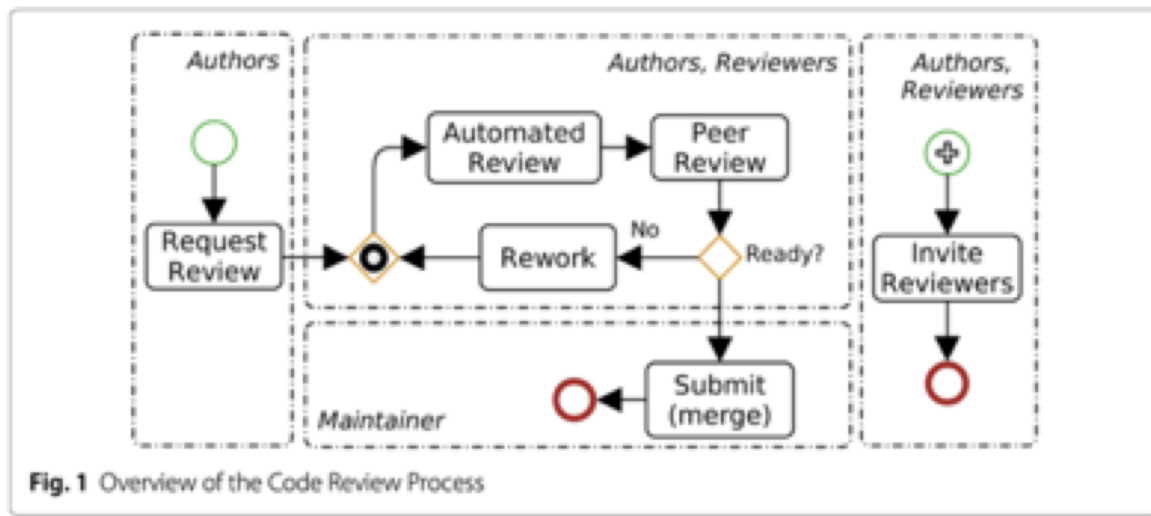 Authors
Request
Review
Authors, Reviewers
Automated
Review
Peer
Review
No
Rework
Ready?
Maintainer
Submit
(merge)
Authors,
Reviewers
Invite
Reviewers
Fig. 1 Overview of the Code Review Process